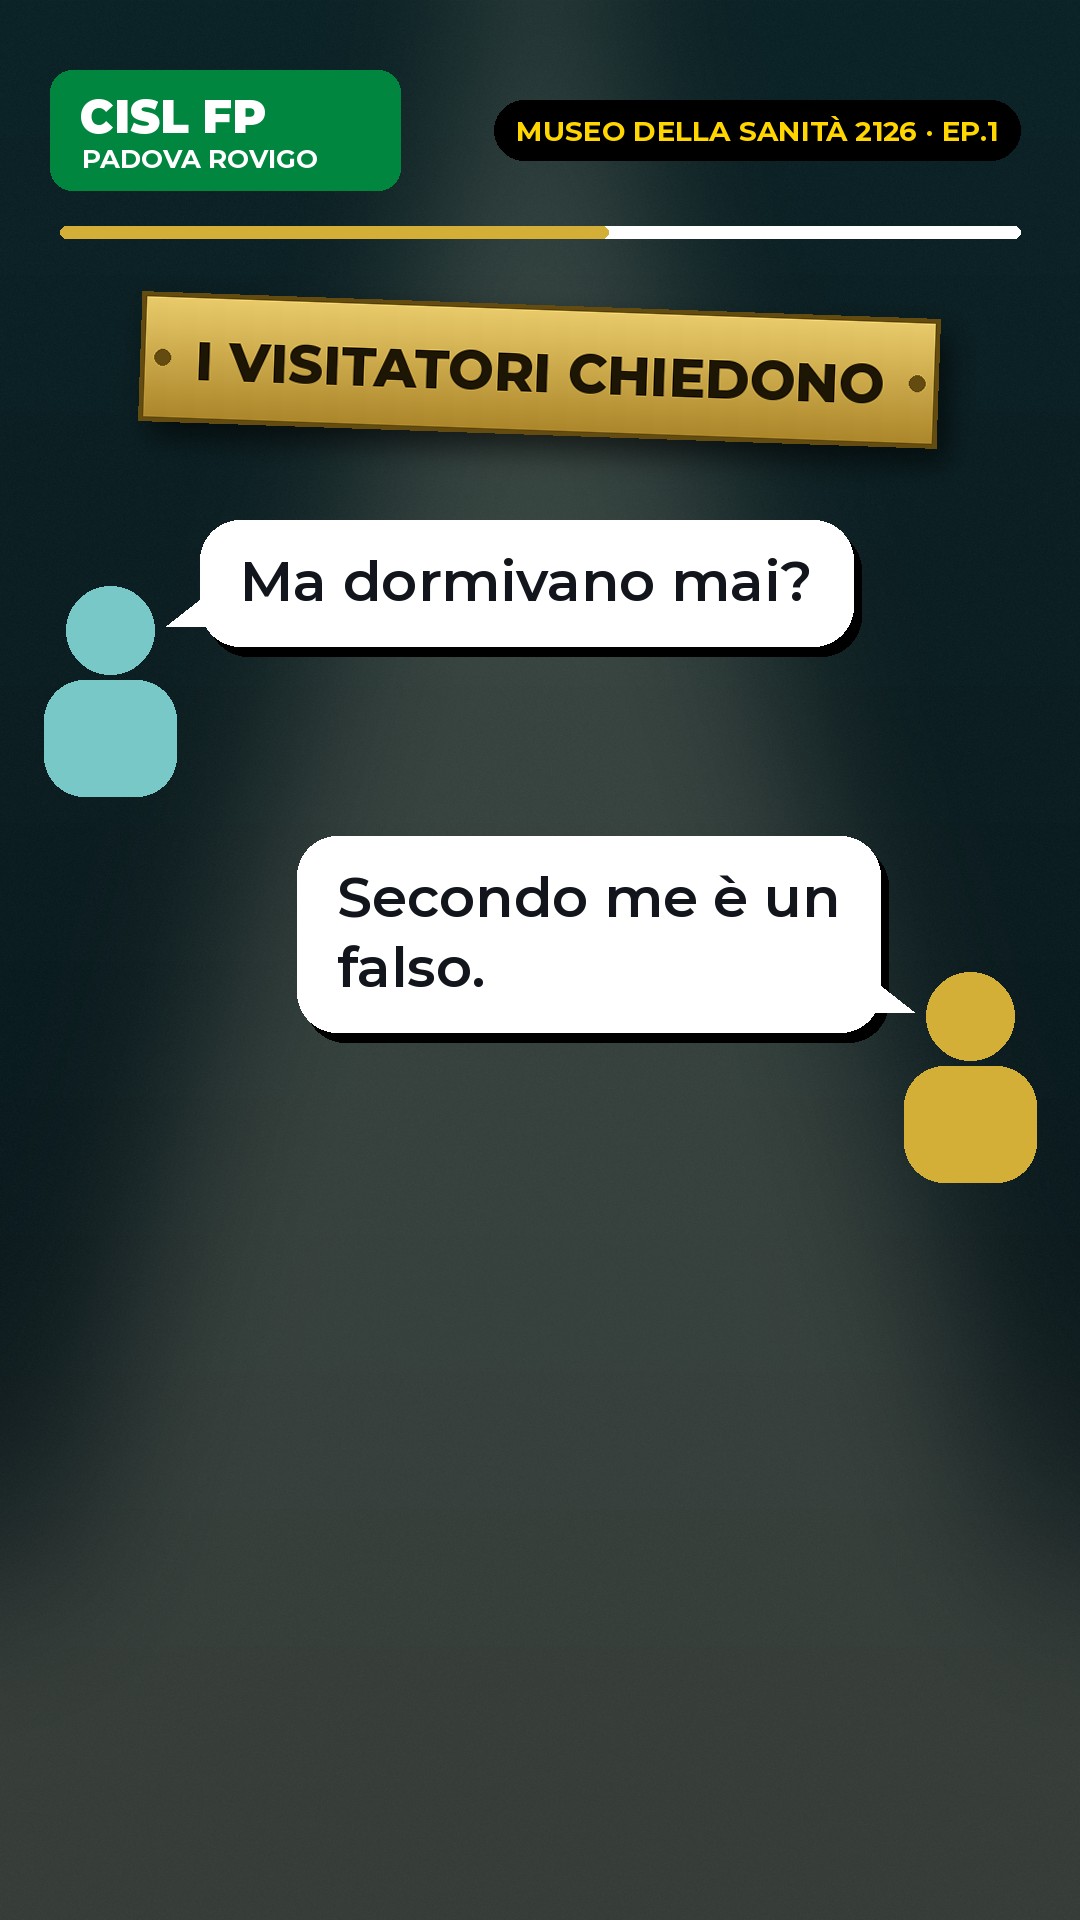 CISL FP
PADOVA ROVIGO
MUSEO DELLA SANITÀ 2126 · EP.1
I VISITATORI CHIEDONO
Ma dormivano mai?
Secondo me è un
falso.